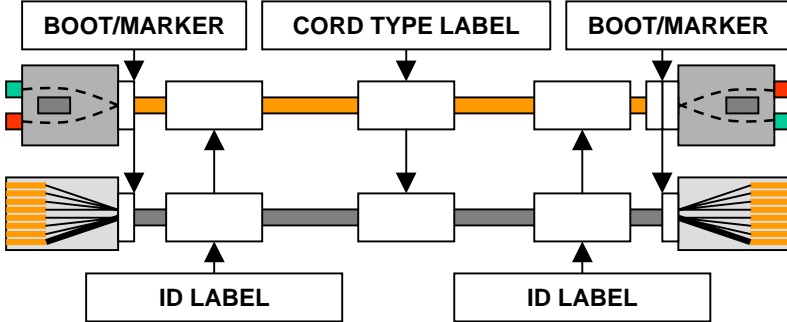 BOOT/MARKER
CORD TYPE LABEL
BOOT/MARKER
ID LABEL
ID LABEL